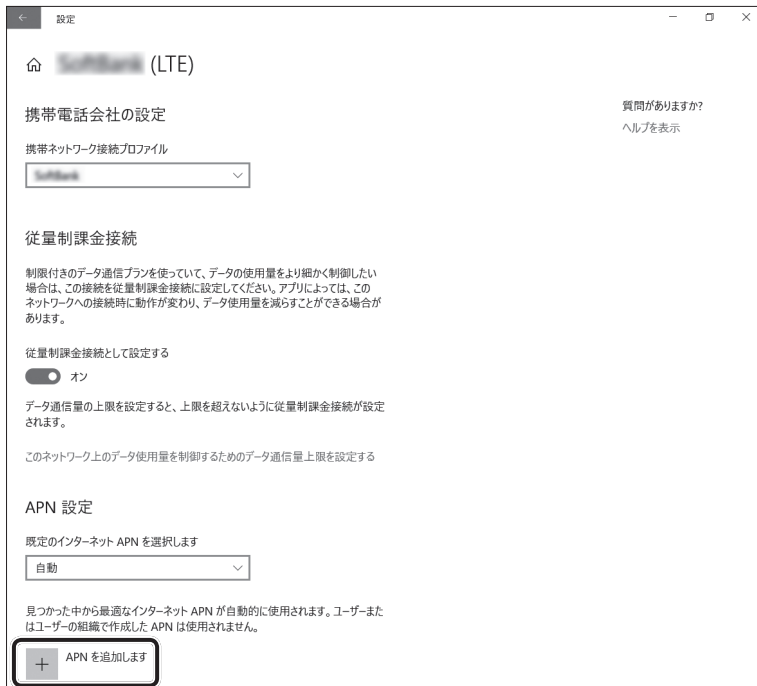 設定
(LTE)
携帯電話会社の設定
質問がありますか?
ヘルプを表示
携帯ネットワーク接続プロファイル
従量制課金接続
制限付きのデータ通信プランを使っていて、データの使用量をより細かく制御したい
場合は、この接続を従量制課金接続に設定してください。アプリによっては、この
ネットワークへの接続時に動作が変わり、データ使用量を減らすことができる場合が
あります。
従量制課金接続として設定する
オン
データ通信量の上限を設定すると、上限を超えないように従量制課金接続が設定
されます。
このネットワーク上のデータ使用量を制御するためのデータ通信量上限を設定する
APN 設定
既定のインターネット APN を選択します
自動
見つかった中から最適なインターネット APN が自動的に使用されます。ユーザーまた
はユーザーの組織で作成した APN は使用されません。
APN を追加します